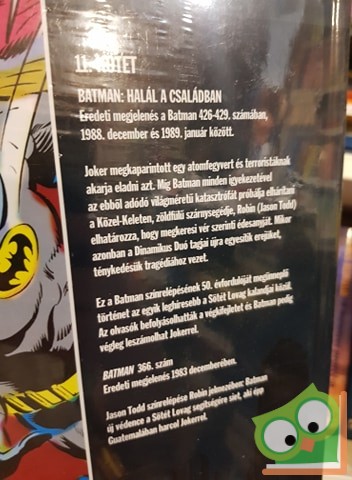 11. KÖTET
BATMAN: HALÁL A CSALÁDBAN
Eredeti megjelenés a Batman 426-429. számában,
1988. december és 1989. január között.
Joker megkaparintott egy atomfegyvert és terroristáknak
akarja eladni azt. Míg Batman minden igyekezetével
az ebből adódó világméretű katasztrófát próbálja elhárítani
a Közel-Keleten, zöldfülű szárnysegédje, Robin (Jason Todd)
elhatározza, hogy megkeresi vér szerinti édesanyját. Mikor
azonban a Dinamikus Duó tagjai újra egyesítik erejüket,
ténykedésük tragédiához vezet.
Ez a Batman színrelépésének 50. évfordulóját megünneplő
történet az egyik leghíresebb a Sötét Lovag kalandjai közül.
Az olvasók befolyásolhatták a végkifejletet és Batman pedig
végleg leszámolhat Jokerrel.
BATMAN 366. szám
Eredeti megjelenés 1983 decemberében.
Jason Todd színrelépése Robin jelmezében: Batman
új védence a Sötét Lovag segítségére siet, aki épp
Guatemalában harcol Jokerrel.